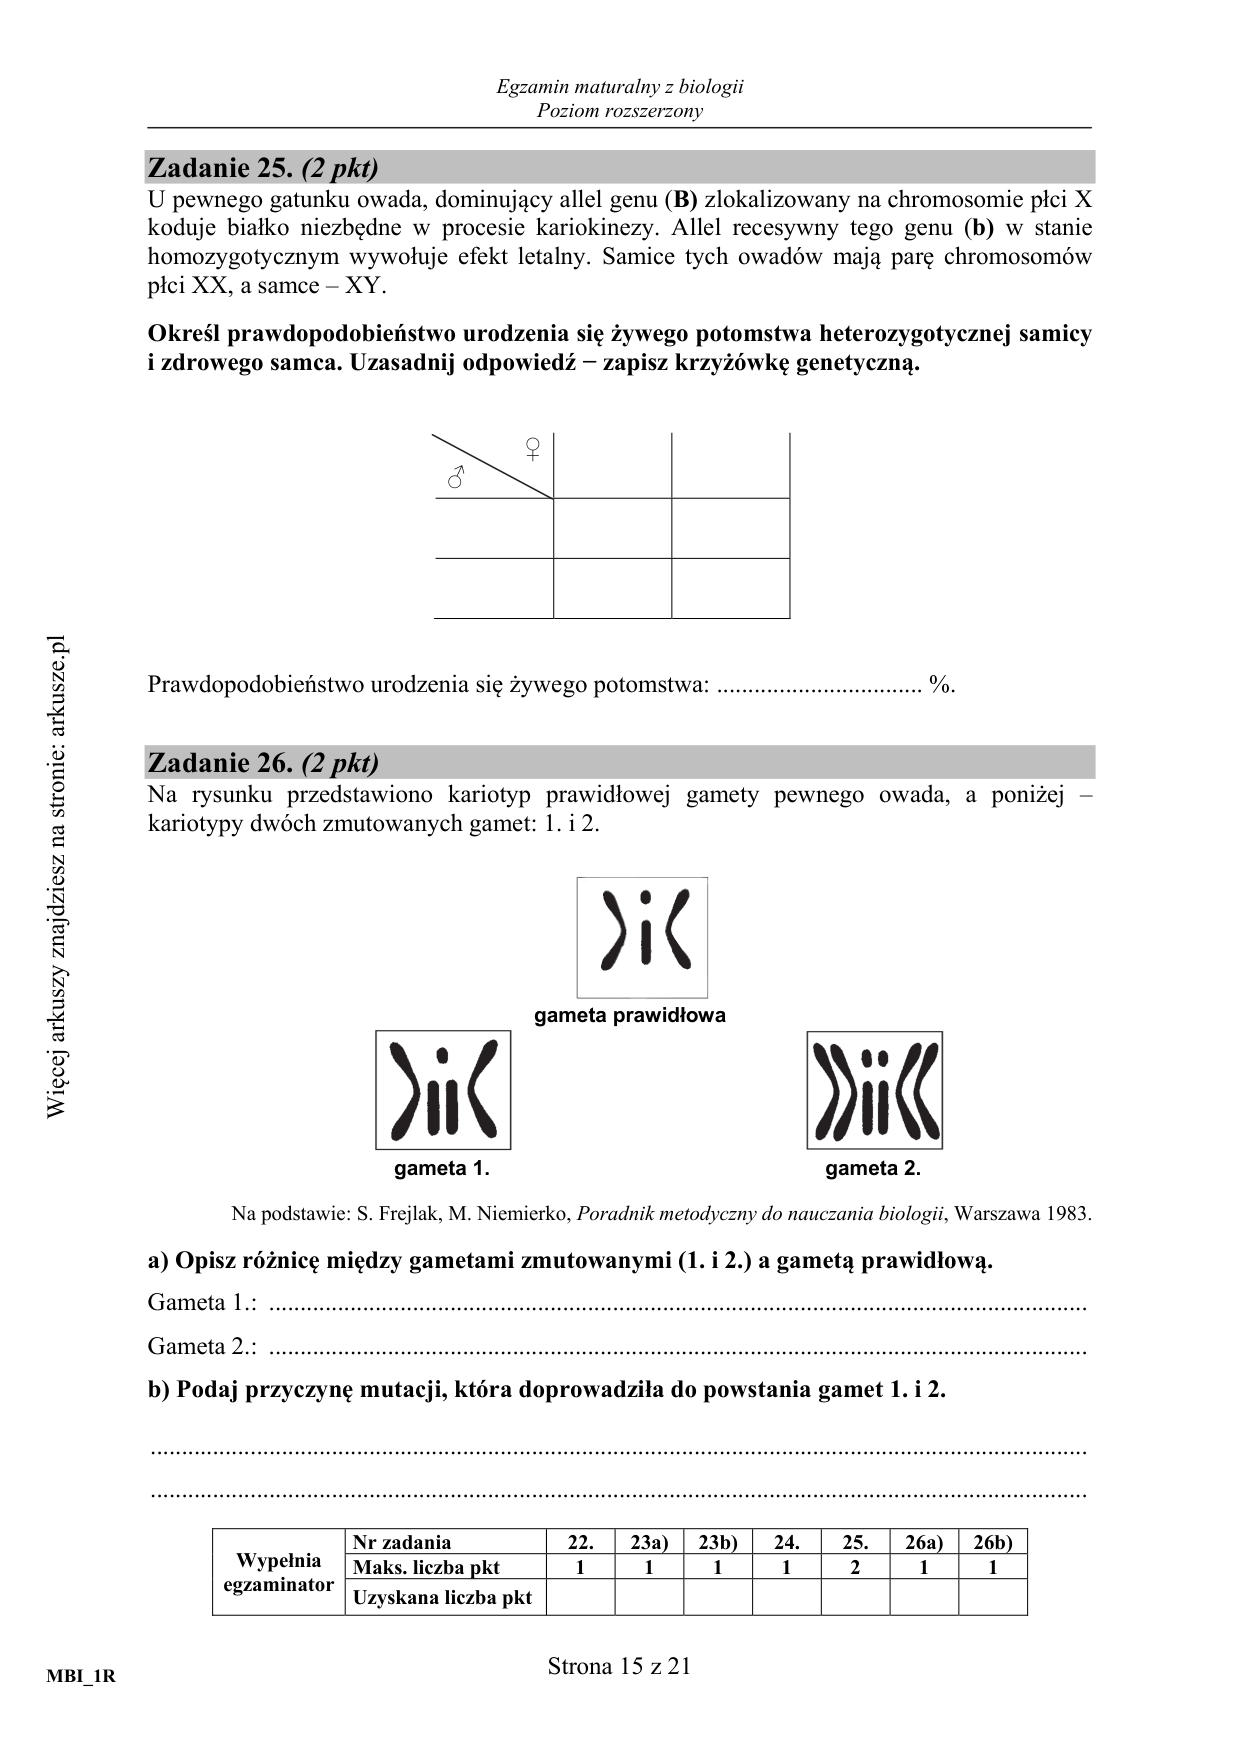 Egzamin maturalny z biologii
Poziom rozszerzony
Zadanie 25. (2 pkt)
U pewnego gatunku owada, dominujący allel genu (B) zlokalizowany na chromosomie płci X
koduje białko niezbędne w procesie kariokinezy. Allel recesywny tego genu (b) w stanie
homozygotycznym wywołuje efekt letalny. Samice tych owadów mają parę chromosomów
płci XX, a samce – XY.
Określ prawdopodobieństwo urodzenia się żywego potomstwa heterozygotycznej samicy
i zdrowego samca. Uzasadnij odpowiedź − zapisz krzyżówkę genetyczną.
♀
♂
Prawdopodobieństwo urodzenia się żywego potomstwa: ................................. %.
Zadanie 26. (2 pkt)
Na rysunku przedstawiono kariotyp prawidłowej gamety pewnego owada, a poniżej –
kariotypy dwóch zmutowanych gamet: 1. i 2.
gameta prawidłowa
gameta 1.
gameta 2.
Na podstawie: S. Frejlak, M. Niemierko, Poradnik metodyczny do nauczania biologii, Warszawa 1983.
a) Opisz różnicę między gametami zmutowanymi (1. i 2.) a gametą prawidłową.
Gameta 1.: ....................................................................................................................................
Gameta 2.: ....................................................................................................................................
b) Podaj przyczynę mutacji, która doprowadziła do powstania gamet 1. i 2.
.......................................................................................................................................................
.......................................................................................................................................................
Wypełnia egzaminator
Nr zadania 22. 23a) 23b) 24. 25. 26a) 26b)
Maks. liczba pkt 1 1 1 1 2 1 1
Uzyskana liczba pkt
Strona 15 z 21
MBI_1R
Więcej arkuszy znajdziesz na stronie: arkusze.pl